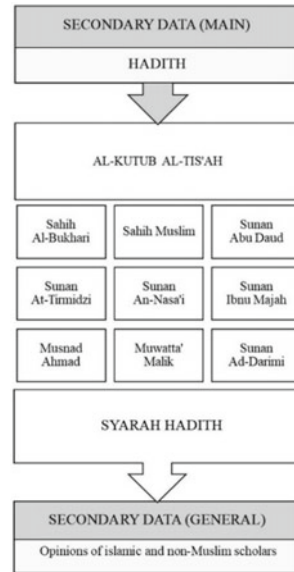 SECONDARY DATA (MAIN)
HADITH
AL-KUTUB AL-TIS'AH
Sahih
Al-Bukhari
Sahih Muslim
Sunan
Abu Daud
Sunan
At-Tirmidzi
Sunan
An-Nasa'i
Sunan
Ibnu Majah
Musnad
Ahmad
Muwatta'
Malik
Sunan
Ad-Darimi
SYARAH HADITH
SECONDARY DATA (GENERAL)
Opinions of islamic and non-Muslim scholars